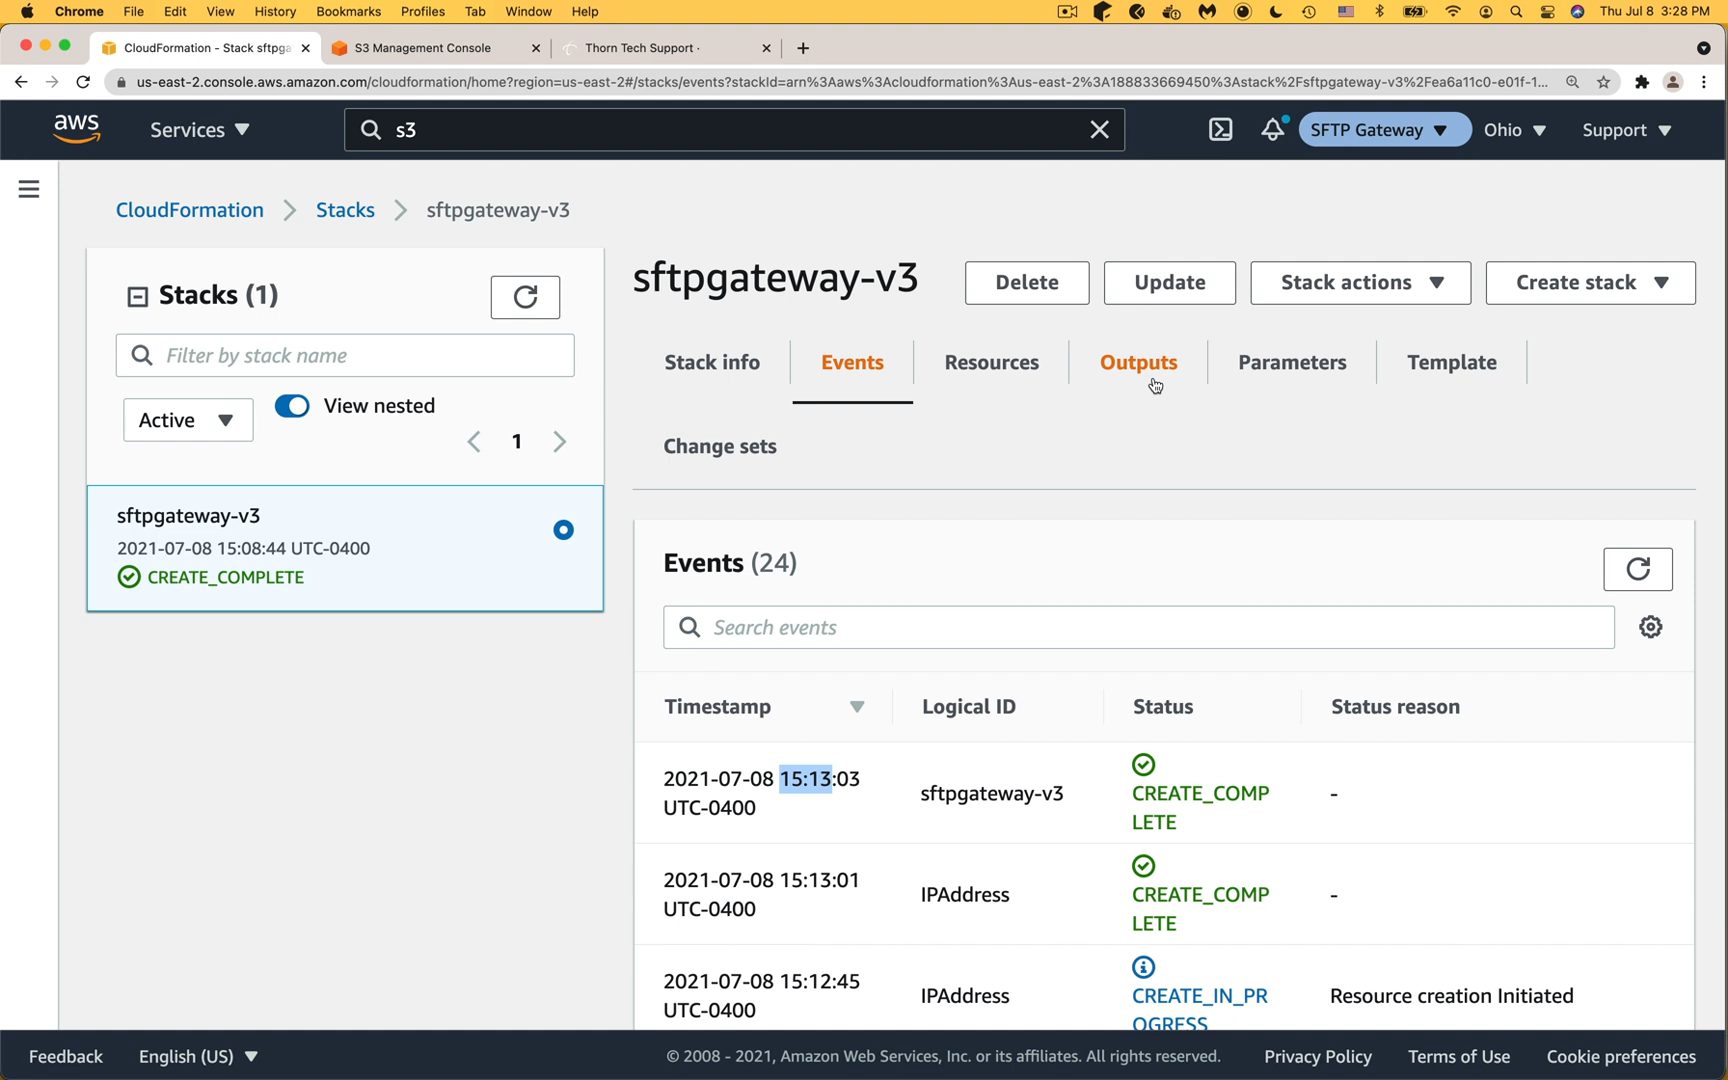 Chrome File Edit View History Bookmarks Profiles Tab Window Help Thu Jul 8 3:28 PM
CloudFormation - Stack sftpga S3 Management Console Thorn Tech Support ·
us-east-2.console.aws.amazon.com/cloudformation/home?region=us-east-2#/stacks/events?stackId=arn%3Aaws%3Acloudformation%3Aus-east-2%3A188833669450%3Astack%2Fsftpgateway-v3%2Fea6a11c0-e01f-1...
aws Services s3 SFTP Gateway Ohio Support
CloudFormation Stacks sftpgateway-v3
Stacks (1)
Filter by stack name
Active View nested
1
sftpgateway-v3
2021-07-08 15:08:44 UTC-0400
CREATE_COMPLETE
sftpgateway-v3 Delete Update Stack actions Create stack
Stack info Events Resources Outputs Parameters Template
Change sets
Events (24)
Search events
Timestamp Logical ID Status Status reason
2021-07-08 15:13:03 UTC-0400 sftpgateway-v3 CREATE_COMP
LETE -
2021-07-08 15:13:01 UTC-0400 IPAddress CREATE_COMP
LETE -
2021-07-08 15:12:45 UTC-0400 IPAddress CREATE_IN_PR
OGRESS Resource creation Initiated
Feedback English (US) © 2008 - 2021, Amazon Web Services, Inc. or its affiliates. All rights reserved. Privacy Policy Terms of Use Cookie preferences